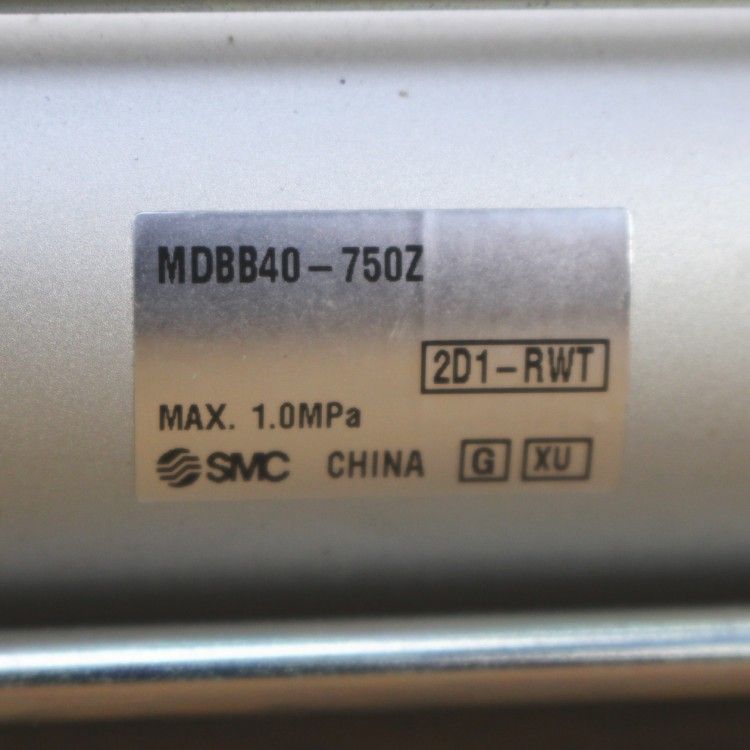 MDBB40-750Z
2D1-RWT
MAX. 1.0MPa
SMC CHINA G XU